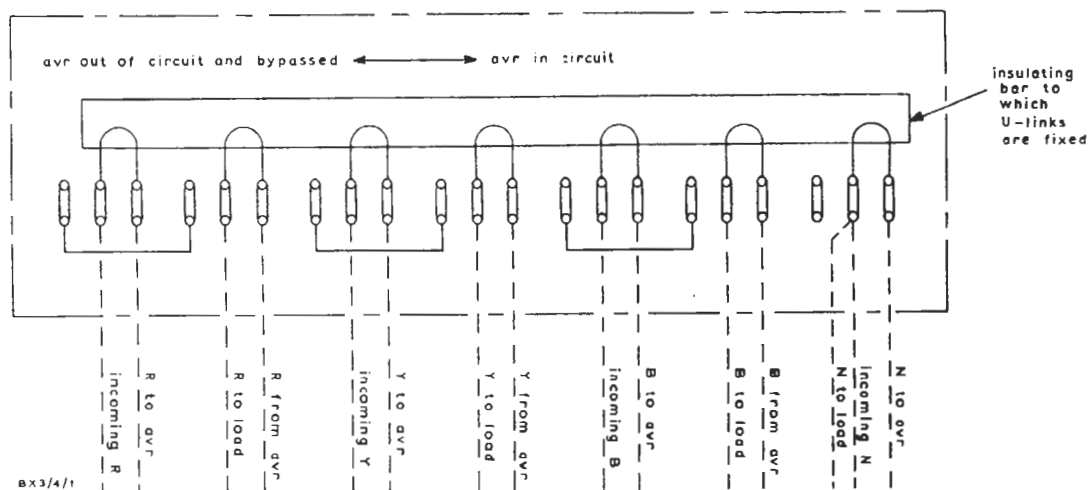 avr out of circuit and bypassed
avr in circuit
insulating
bar to
which
U-links
are fixed
incoming R
R to avr
R to load
R from avr
incoming Y
Y to avr
Y to load
Y from avr
incoming B
B to avr
B to load
B from avr
N to load
incoming N
N to avr
BX3/4/1